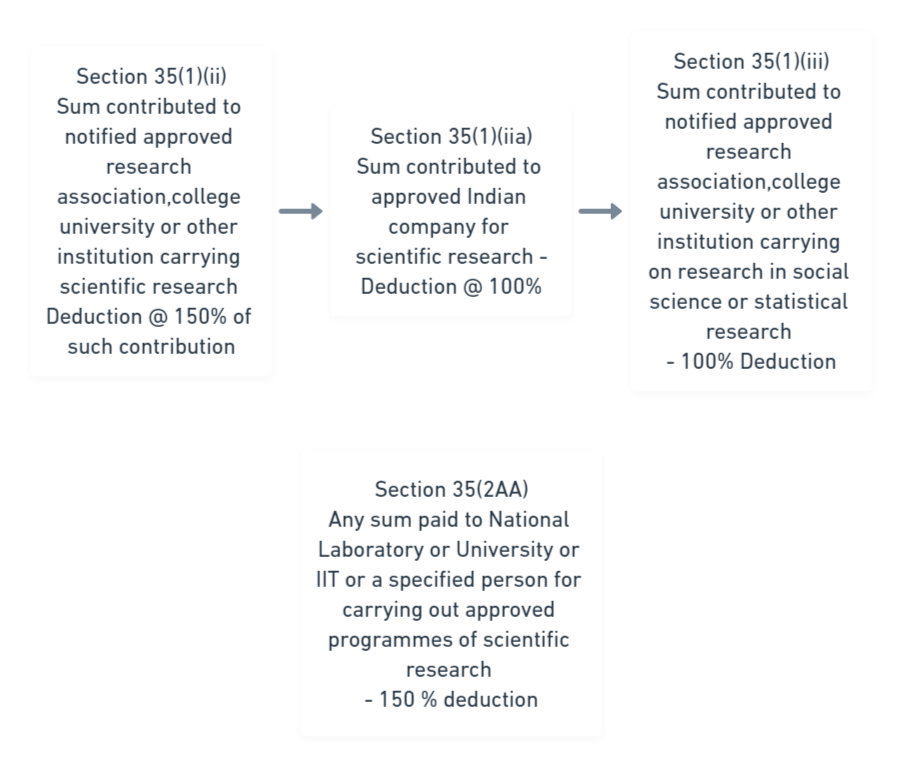 Section 35(1)(ii)
Sum contributed to
notified approved
research
association,college
university or other
institution carrying
scientific research
Deduction @ 150% of
such contribution
Section 35(1)(iia)
Sum contributed to
approved Indian
company for
scientific research -
Deduction @ 100%
Section 35(1)(iii)
Sum contributed to
notified approved
research
association,college
university or other
institution carrying
on research in social
science or statistical
research
- 100% Deduction
Section 35(2AA)
Any sum paid to National
Laboratory or University or
IIT or a specified person for
carrying out approved
programmes of scientific
research
- 150 % deduction